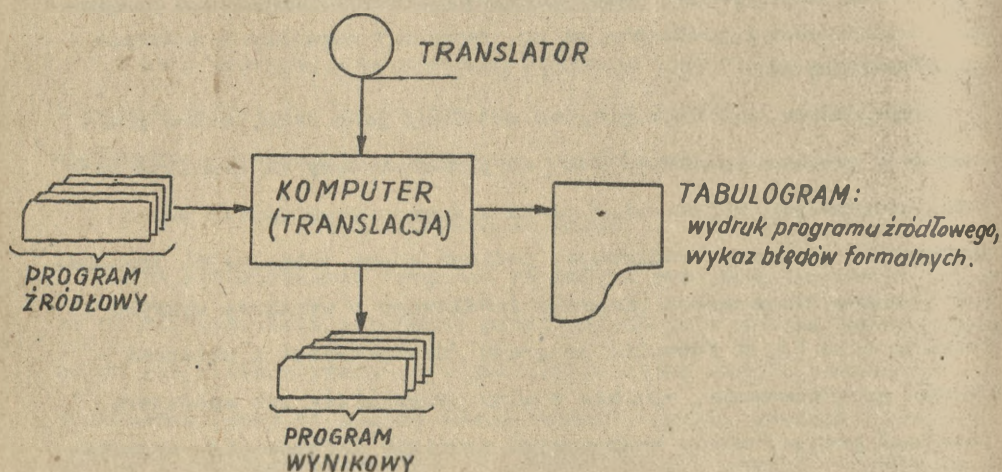 TRANSLATOR
KOMPUTER
(TRANSLACJA)
TABULOGRAM:
wydruk programu źródłowego,
wykaz błędów formalnych.
PROGRAM
ŹRÓDŁOWY
PROGRAM
WYNIKOWY